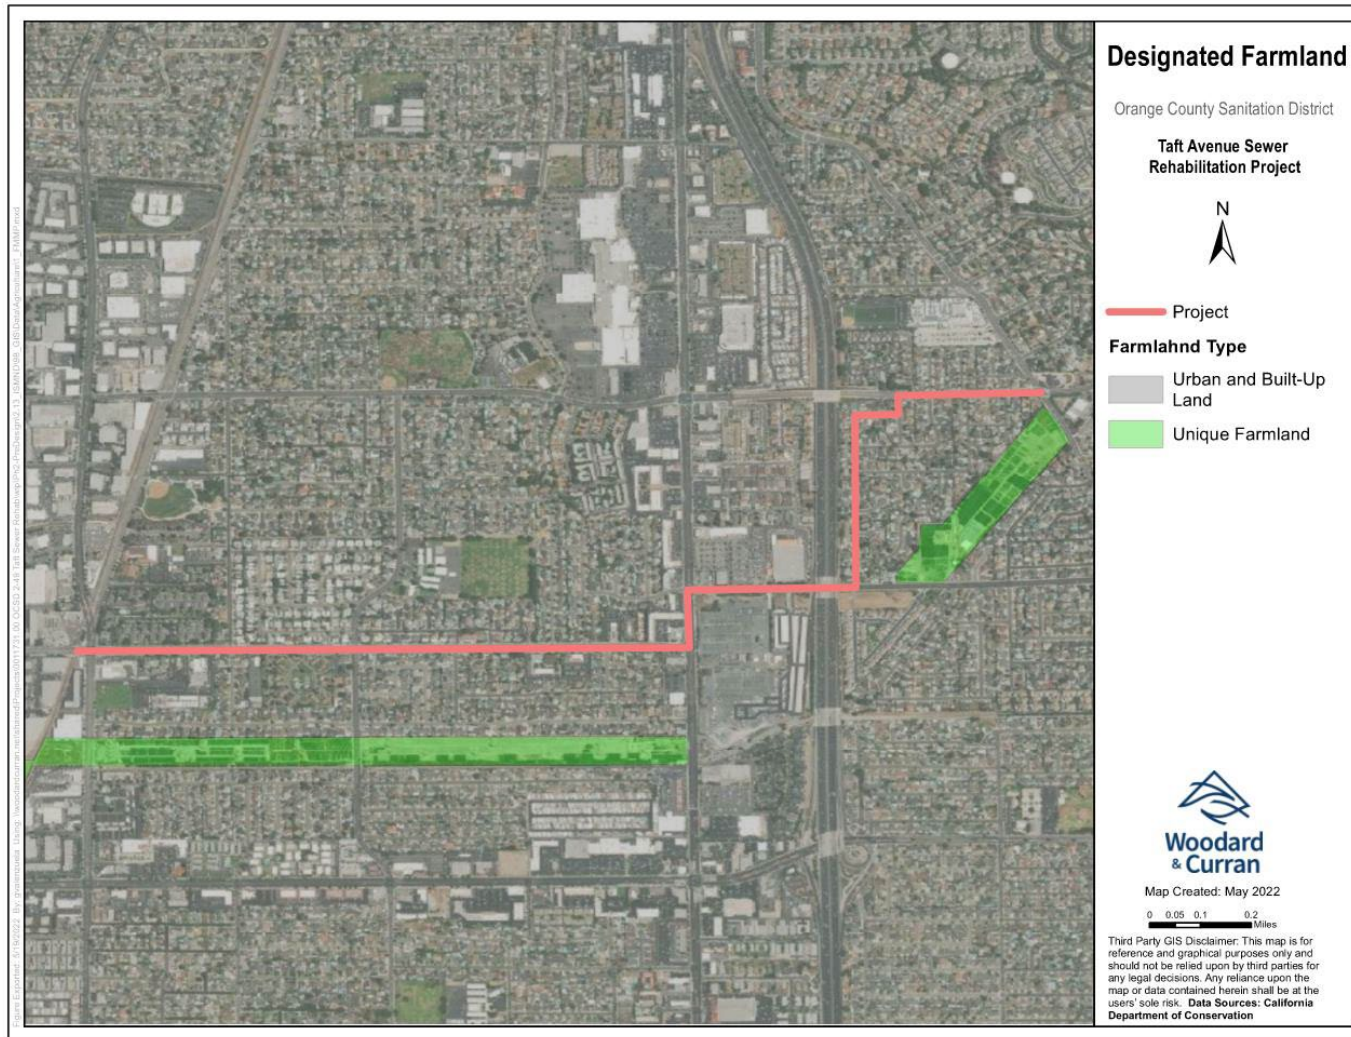 Designated Farmland
Orange County Sanitation District
Taft Avenue Sewer
Rehabilitation Project
N
Project
Farmlahnd Type
Urban and Built-Up
Land
Unique Farmland
Woodard
& Curran
Map Created: May 2022
0 0.05 0.1 0.2
Miles
Third Party GIS Disclaimer: This map is for
reference and graphical purposes only and
should not be relied upon by third parties for
any legal decisions. Any reliance upon the
map or data contained herein shall be at the
users' sole risk. Data Sources: California
Department of Conservation